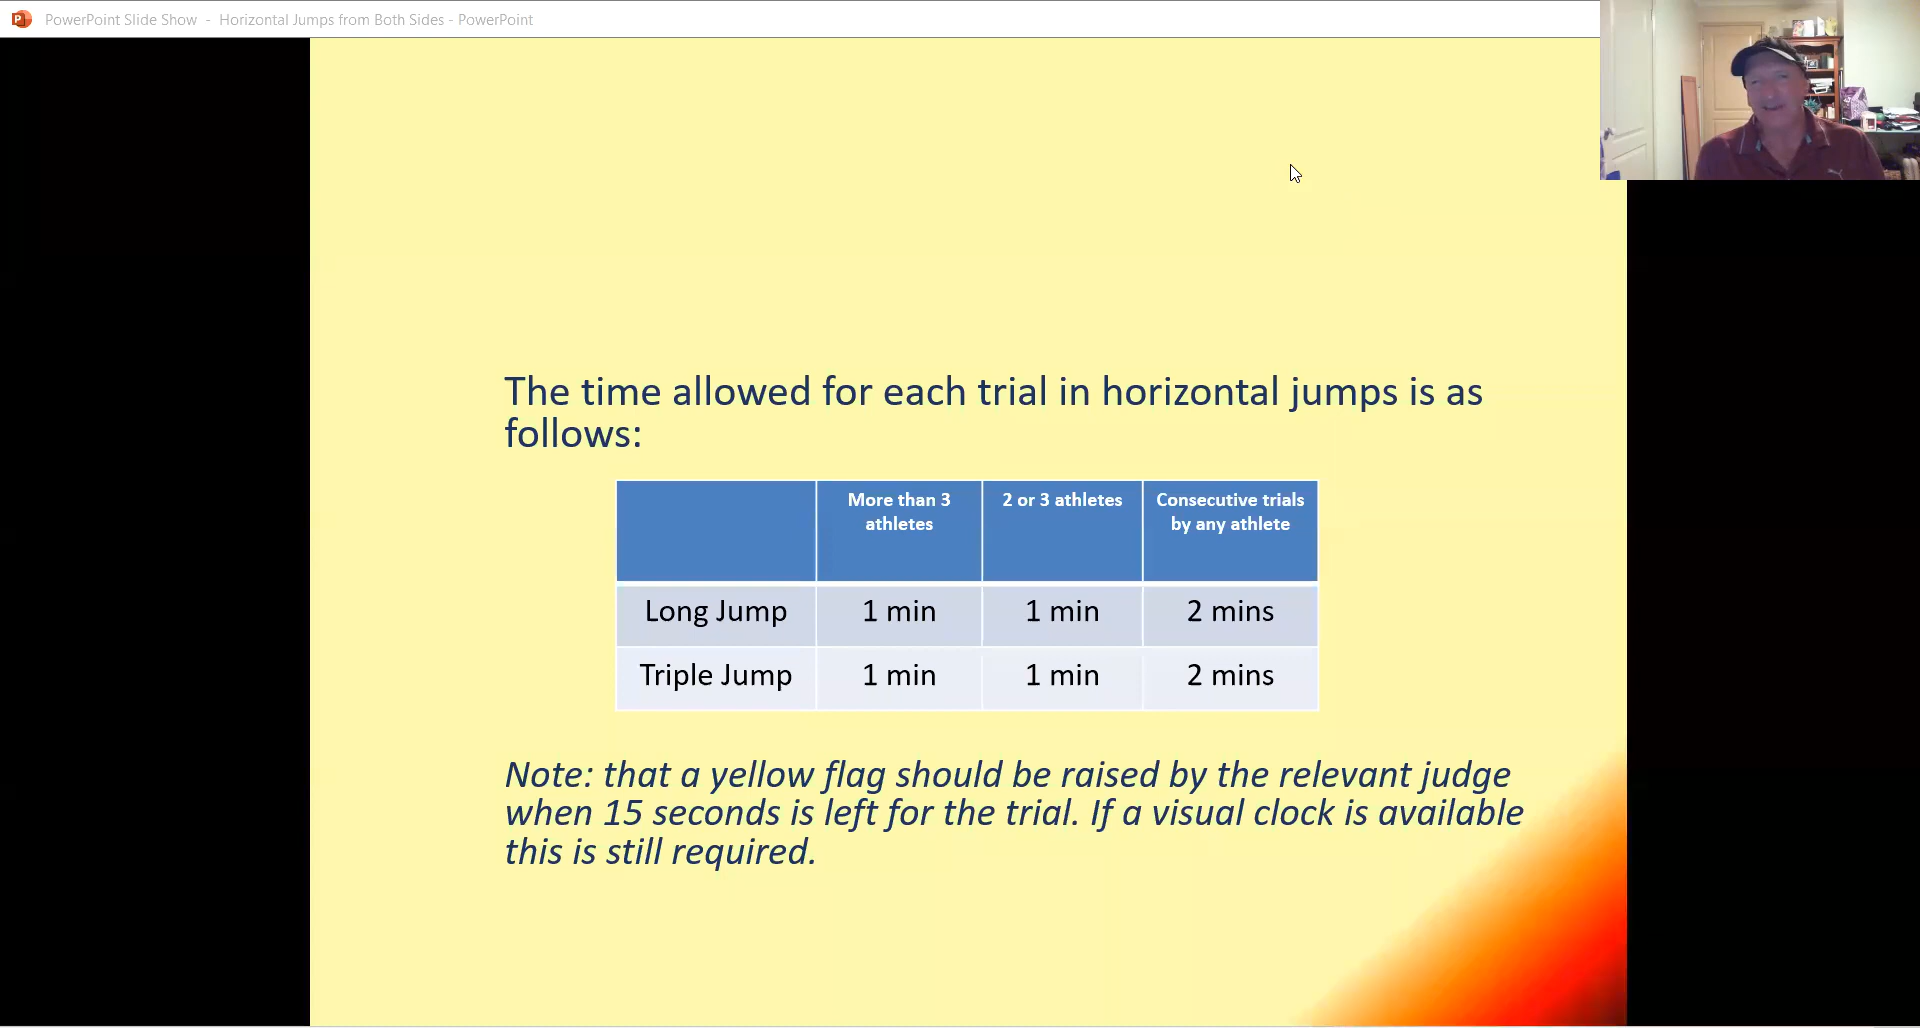 PowerPoint Slide Show - Horizontal Jumps from Both Sides - PowerPoint
The time allowed for each trial in horizontal jumps is as
follows:
More than 3
athletes
2 or 3 athletes
Consecutive trials
by any athlete
Long Jump 1 min 1 min 2 mins
Triple Jump 1 min 1 min 2 mins
Note: that a yellow flag should be raised by the relevant judge
when 15 seconds is left for the trial. If a visual clock is available
this is still required.